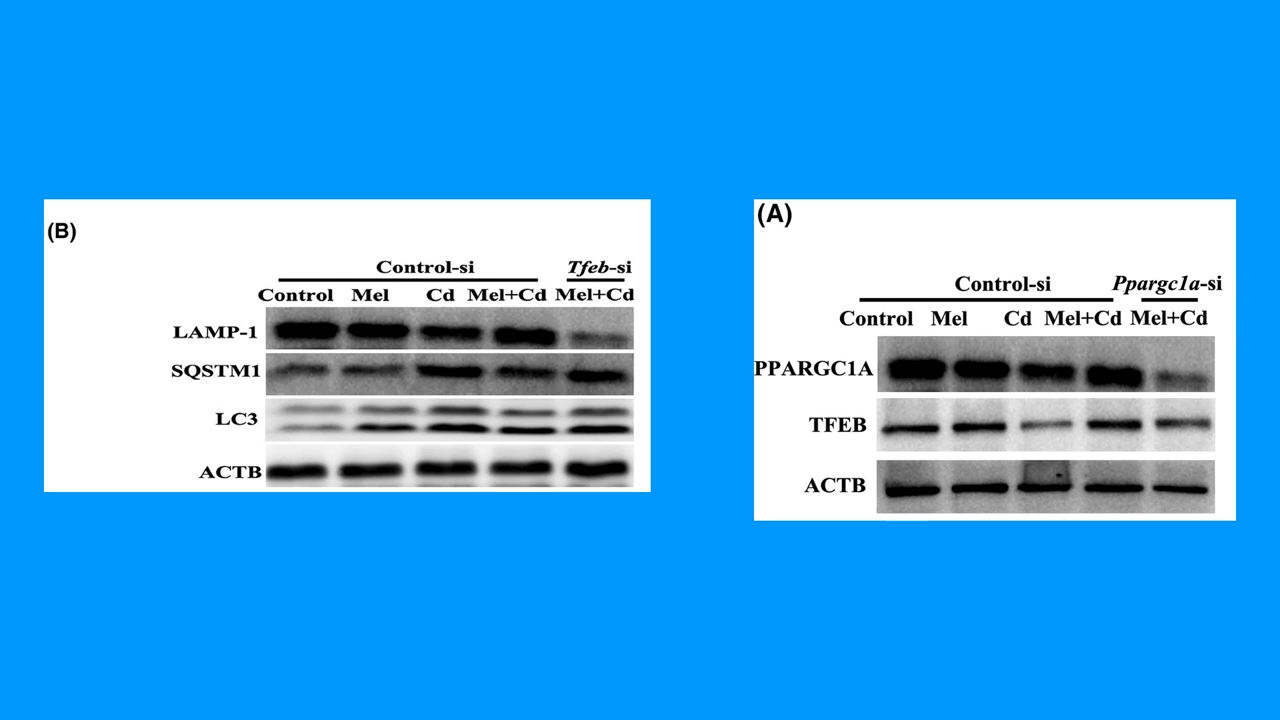 (B)
Control-si Tfeb-si
Control Mel Cd Mel+Cd Mel+Cd
LAMP-1
SQSTM1
LC3
ACTB
(A)
Control-si Ppargc1a-si
Control Mel Cd Mel+Cd Mel+Cd
PPARGC1A
TFEB
ACTB